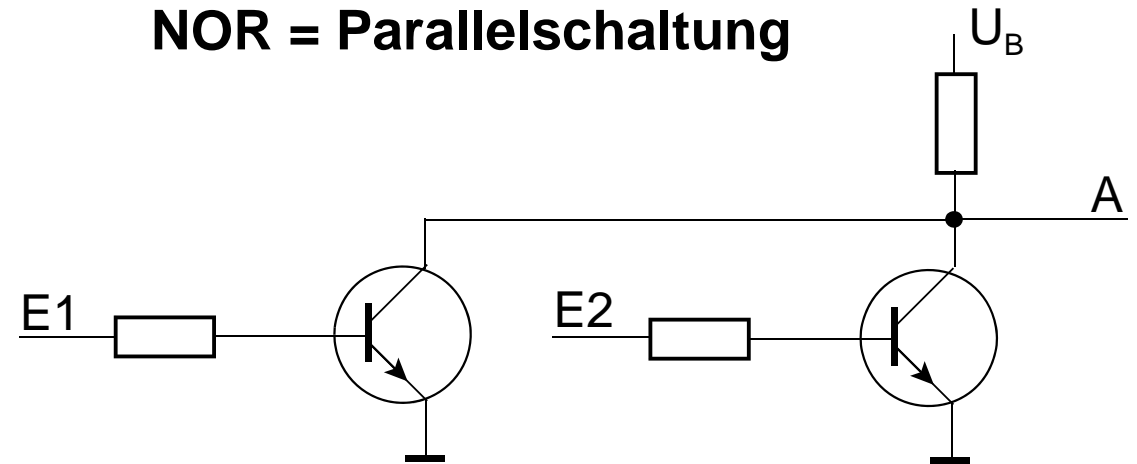 NOR = Parallelschaltung
U_B
A
E1
E2